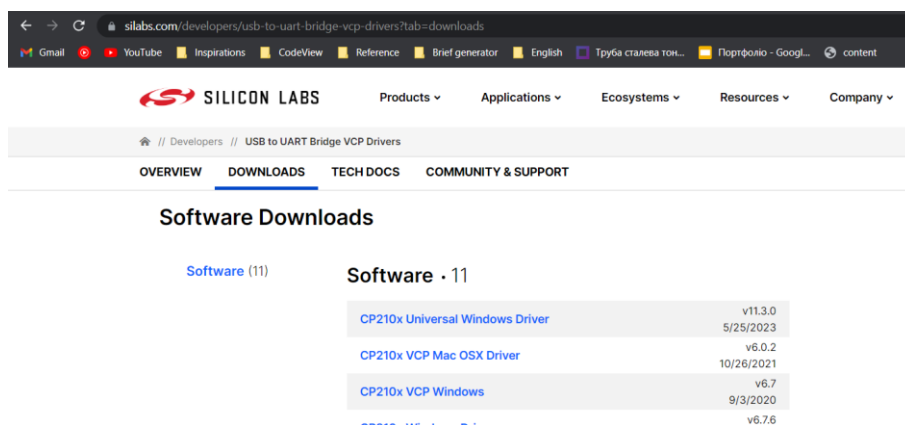 silabs.com/developers/usb-to-uart-bridge-vcp-drivers?tab=downloads
Gmail YouTube Inspirations CodeView Reference Brief generator English Труба сталева тон... Портфоліо - Googl... content
SILICON LABS Products Applications Ecosystems Resources Company
// Developers // USB to UART Bridge VCP Drivers
OVERVIEW DOWNLOADS TECH DOCS COMMUNITY & SUPPORT
Software Downloads
Software (11)
Software • 11
CP210x Universal Windows Driver v11.3.0
5/25/2023
CP210x VCP Mac OSX Driver v6.0.2
10/26/2021
CP210x VCP Windows v6.7
9/3/2020
v6.7.6